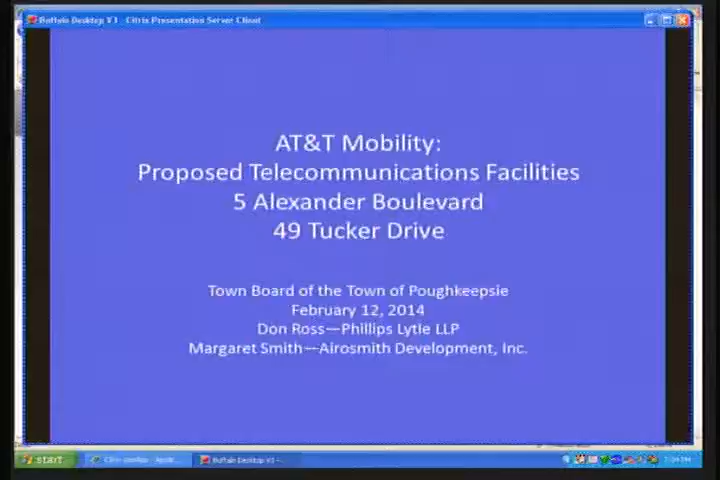 Buffalo Desktop V1 - Citrix Presentation Server Client
AT&T Mobility:
Proposed Telecommunications Facilities
5 Alexander Boulevard
49 Tucker Drive
Town Board of the Town of Poughkeepsie
February 12, 2014
Don Ross—Phillips Lytle LLP
Margaret Smith—Airosmith Development, Inc.
start
Buffalo Desktop V1 -